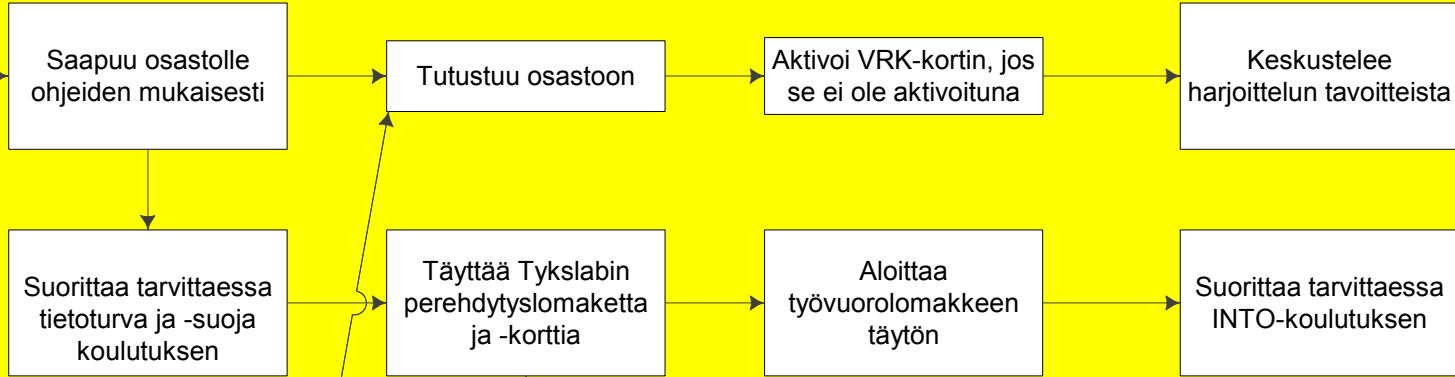 Saapuu osastolle
ohjeiden mukaisesti
Tutustuu osastoon
Aktivoi VRK-kortin, jos
se ei ole aktivoituna
Keskustelee
harjoittelun tavoitteista
Suorittaa tarvittaessa
tietoturva ja -suoja
koulutuksen
Täyttää Tykslabin
perehdytyslomaketta
ja -korttia
Aloittaa
työvuorolomakkeen
täytön
Suorittaa tarvittaessa
INTO-koulutuksen